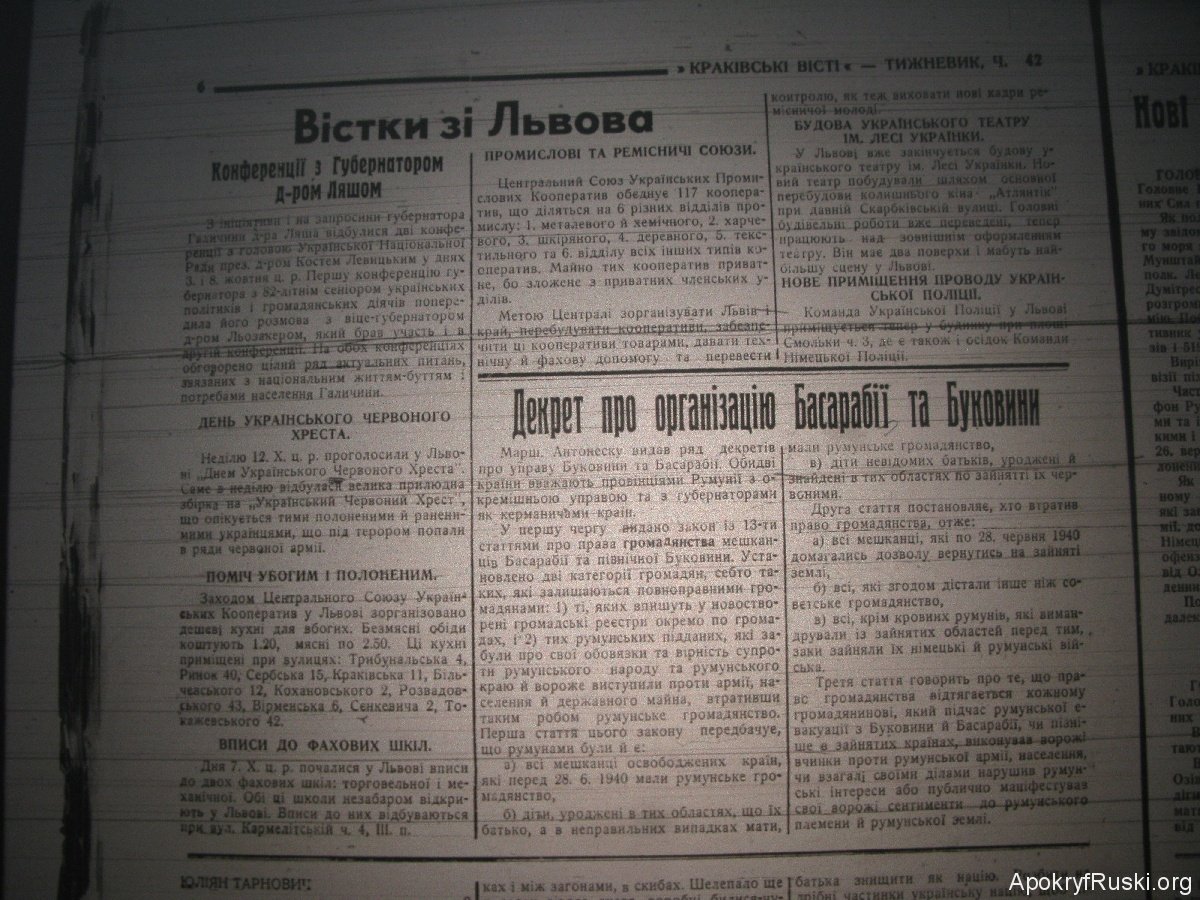 6
» КРАКІВСЬКІ ВІСТІ « — ТИЖНЕВИК, Ч. 42
Вістки зі Львова
Конференції з Губернатором
д-ром Ляшом
З ініціятиви і на запросини губернатора
Галичини д-ра Ляша відбулися дві конфе-
ренції з головою Української Національної
Ради през. д-ром Костем Левицьким у днях
3. і 8. жовтня ц. р. Першу конференцію гу-
бернатора з 82-літнім сеніором українських
політиків і громадянських діячів попере-
дила його розмова з віце-губернатором
д-ром Льозакером, який брав участь і в
другій конференції. На обох конференціях
обговорено цілий ряд актуальних питань,
звязаних з національним життям-буттям і
потребами населення Галичини.
ДЕНЬ УКРАЇНСЬКОГО ЧЕРВОНОГО
ХРЕСТА.
Неділю 12. X. ц. р. проголосили у Льво-
ві „Днем Українського Червоного Хреста".
Саме в неділю відбулася велика прилюдна
збірка на „Український Червоний Хрест",
що опікується тими полоненими й ранени-
ми українцями, що під терором попали
в ряди червоної армії.
ПОМІЧ УБОГИМ І ПОЛОНЕНИМ.
Заходом Центрального Союзу Україн-
ських Кооператив у Львові зорганізовано
дешеві кухні для вбогих. Безмясні обіди
коштують 1.20, мясні по 2.50. Ці кухні
приміщені при вулицях: Трибунальська 4,
Ринок 40, Сербська 15, Краківська 11, Біль-
чевського 12, Кохановського 2, Розвадов-
ського 43, Вірменська 6, Сенкевича 2, То-
кажевського 42.
ВПИСИ ДО ФАХОВИХ ШКІЛ.
Дня 7. X. ц. р. почалися у Львові вписи
до двох фахових шкіл: торговельної і ме-
ханічної. Обі ці школи незабаром відкри-
ють у Львові. Вписи до них відбуваються
при вул. Кармелітській ч. 4, III. п.
ПРОМИСЛОВІ ТА РЕМІСНИЧІ СОЮЗИ.
Центральний Союз Українських Проми-
слових Кооператив обєднує 117 коопера-
тив, що діляться на 6 різних відділів про-
мислу: 1. металевого й хемічного, 2. харче-
вого, 3. шкіряного, 4. деревного, 5. текс-
тильного та 6. відділу всіх інших типів ко-
оператив. Майно тих кооператив приват-
не, бо зложене з приватних членських у-
ділів.
Метою Централі зорганізувати Львів і
край, перебудувати кооперативи, забезпе-
чити ці кооперативи товарами, давати тех-
нічну й фахову допомогу та перевести
контролю, як теж виховати нові кадри ре-
місничої молоді.
БУДОВА УКРАЇНСЬКОГО ТЕАТРУ
ІМ. ЛЕСІ УКРАЇНКИ.
У Львові вже закінчується будову у-
країнського театру ім. Лесі Українки. Но-
вий театр побудували шляхом основної
перебудови колишнього кіна „Атлянтік"
при давній Скарбківській вулиці. Головні
будівельні роботи вже переведені, тепер
працюють над зовнішнім оформленням
театру. Він має два поверхи і мабуть най-
більшу сцену у Львові.
НОВЕ ПРИМІЩЕННЯ ПРОВОДУ УКРАЇН-
СЬКОЇ ПОЛІЦІЇ.
Команда Української Поліції у Львові
приміщується тепер у будинку при площі
Смольки ч. 3, де є також і осідок Команди
Німецької Поліції.
Декрет про організацію Басарабії та Буковини
Марш. Антонеску видав ряд декретів
про управу Буковини та Басарабії. Обидві
країни вважають провінціями Румунії з о-
кремішньою управою та з губернаторами
як керманичами країн.
У першу чергу видано закон із 13-ти
статтями про права громадянства мешкан-
ців Басарабії та північної Буковини. Уста-
новлено дві категорії громадян, себто та-
ких, які залишаються повноправними гро-
мадянами: 1) ті, яких впишуть у новоство-
рені громадські реєстри окремо по грома-
дах, і 2) тих румунських підданих, які за-
були про свої обовязки та вірність супро-
ти румунського народу та румунського
краю й вороже виступили проти армії, на-
селення й державного майна, втративши
таким робом румунське громадянство.
Перша стаття цього закону передбачує,
що румунами були й є:
а) всі мешканці освободжених країн,
які перед 28. 6. 1940 мали румунське гро-
мадянство,
б) діти, уроджені в тих областях, що їх
батько, а в неправильних випадках мати,
мали румунське громадянство,
в) діти невідомих батьків, уроджені й
знайдені в тих областях по зайнятті їх чер-
воними.
Друга стаття постановляє, хто втратив
право громадянства, отже:
а) всі мешканці, які по 28. червня 1940
домагались дозволу вернутись на зайняті
землі,
б) всі, які згодом дістали інше ніж со-
вєтське громадянство,
в) всі, крім кровних румунів, які виман-
дрували із зайнятих областей перед тим,
заки зайняли їх німецькі й румунські вій-
ська.
Третя стаття говорить про те, що пра-
во громадянства відтягається кожному
громадянинові, який підчас румунської е-
вакуації з Буковини й Басарабії, чи пізні-
ше в зайнятих країнах, виконував ворожі
вчинки проти румунської армії, населення,
чи взагалі своїми ділами нарушив румун-
ські інтереси або публично маніфестував
свої ворожі сентименти до румунського
племени й румунської землі.
ЮЛІЯН ТАРНОВИЧ
ках і між загонами, в скибах. Шелепало ще
батька знищити як націю.
» КРАКІ
Нові
ApokryfRuski.org